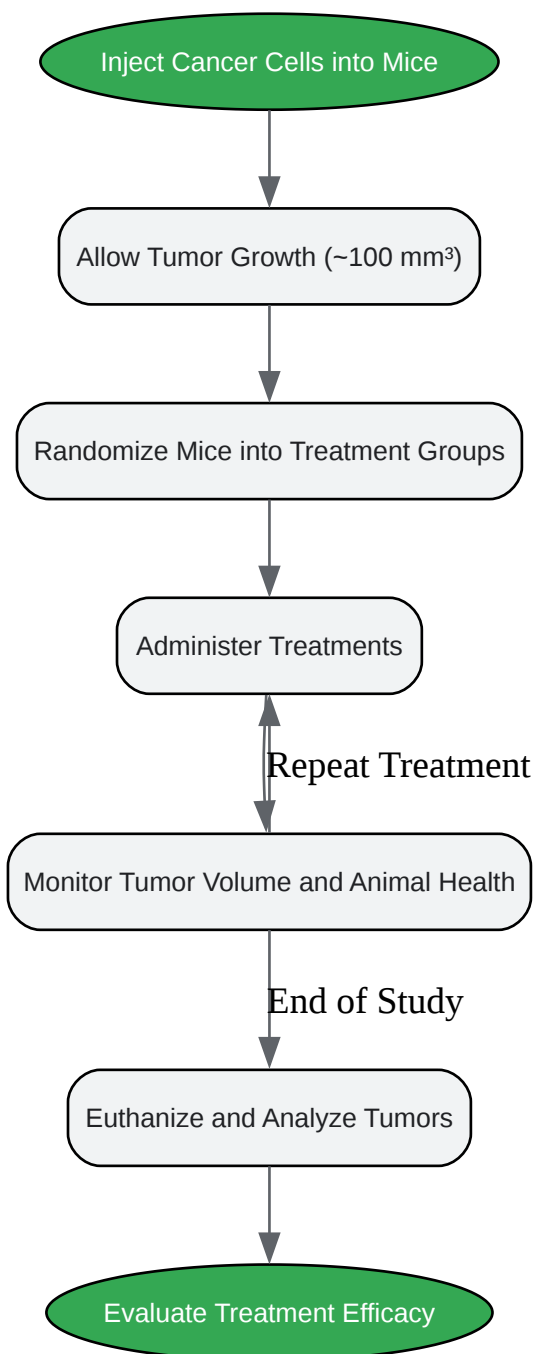 Inject Cancer Cells into Mice
Allow Tumor Growth (~100 mm³)
Randomize Mice into Treatment Groups
Administer Treatments
Repeat Treatment
Monitor Tumor Volume and Animal Health
End of Study
Euthanize and Analyze Tumors
Evaluate Treatment Efficacy